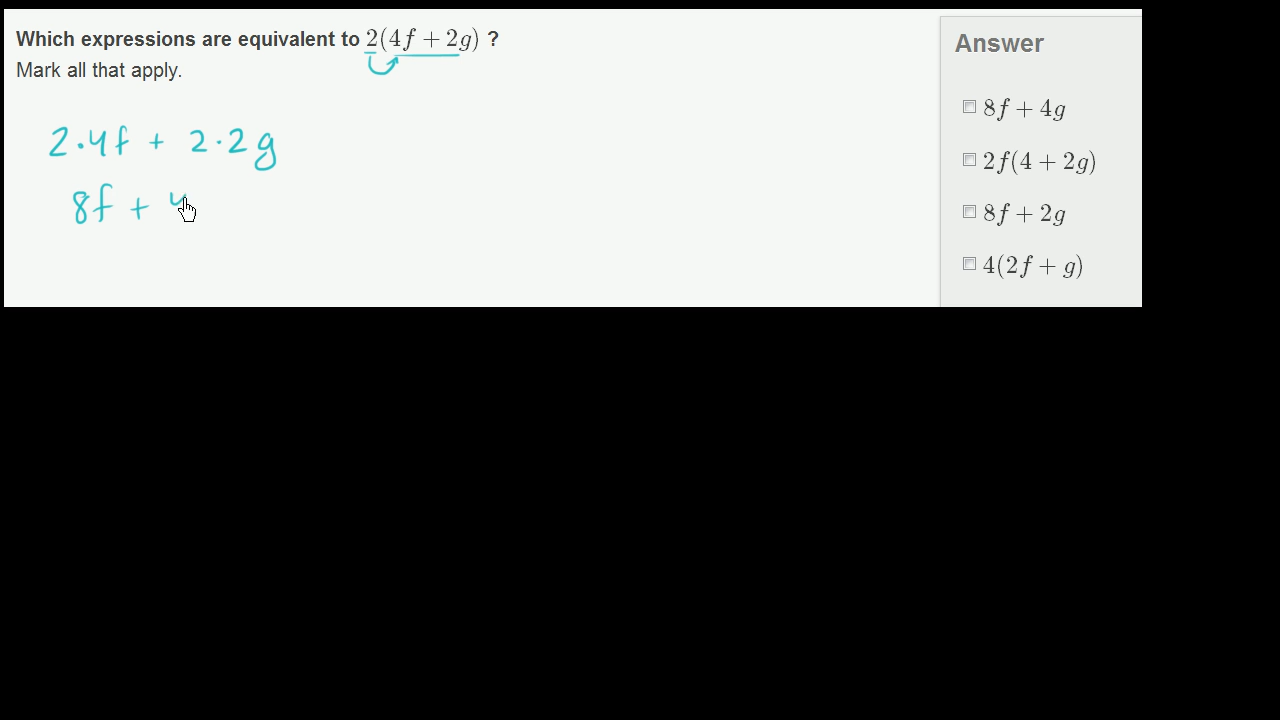 Which expressions are equivalent to 2(4f + 2g) ?
Mark all that apply.
2·4f + 2·2g
8f + 4
Answer
8f + 4g
2f(4 + 2g)
8f + 2g
4(2f + g)